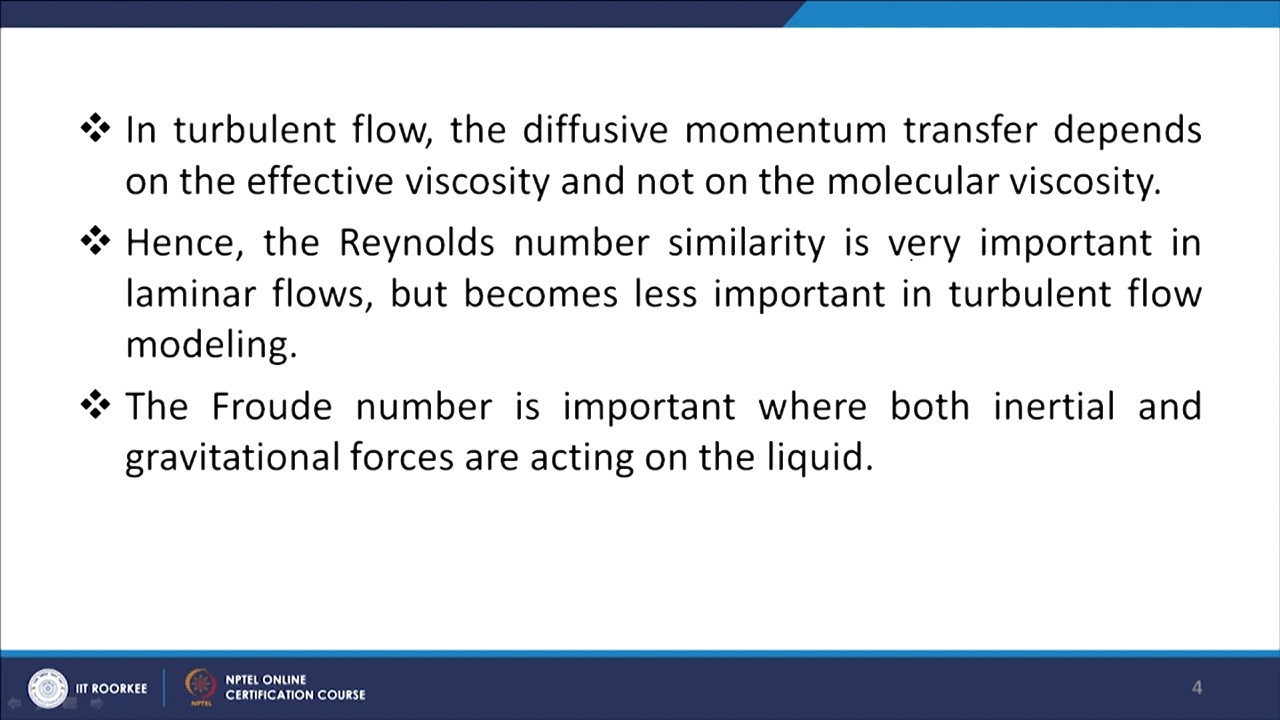 ❖ In turbulent flow, the diffusive momentum transfer depends
on the effective viscosity and not on the molecular viscosity.
❖ Hence, the Reynolds number similarity is very important in
laminar flows, but becomes less important in turbulent flow
modeling.
❖ The Froude number is important where both inertial and
gravitational forces are acting on the liquid.
IIT ROORKEE
NPTEL
NPTEL ONLINE
CERTIFICATION COURSE
4